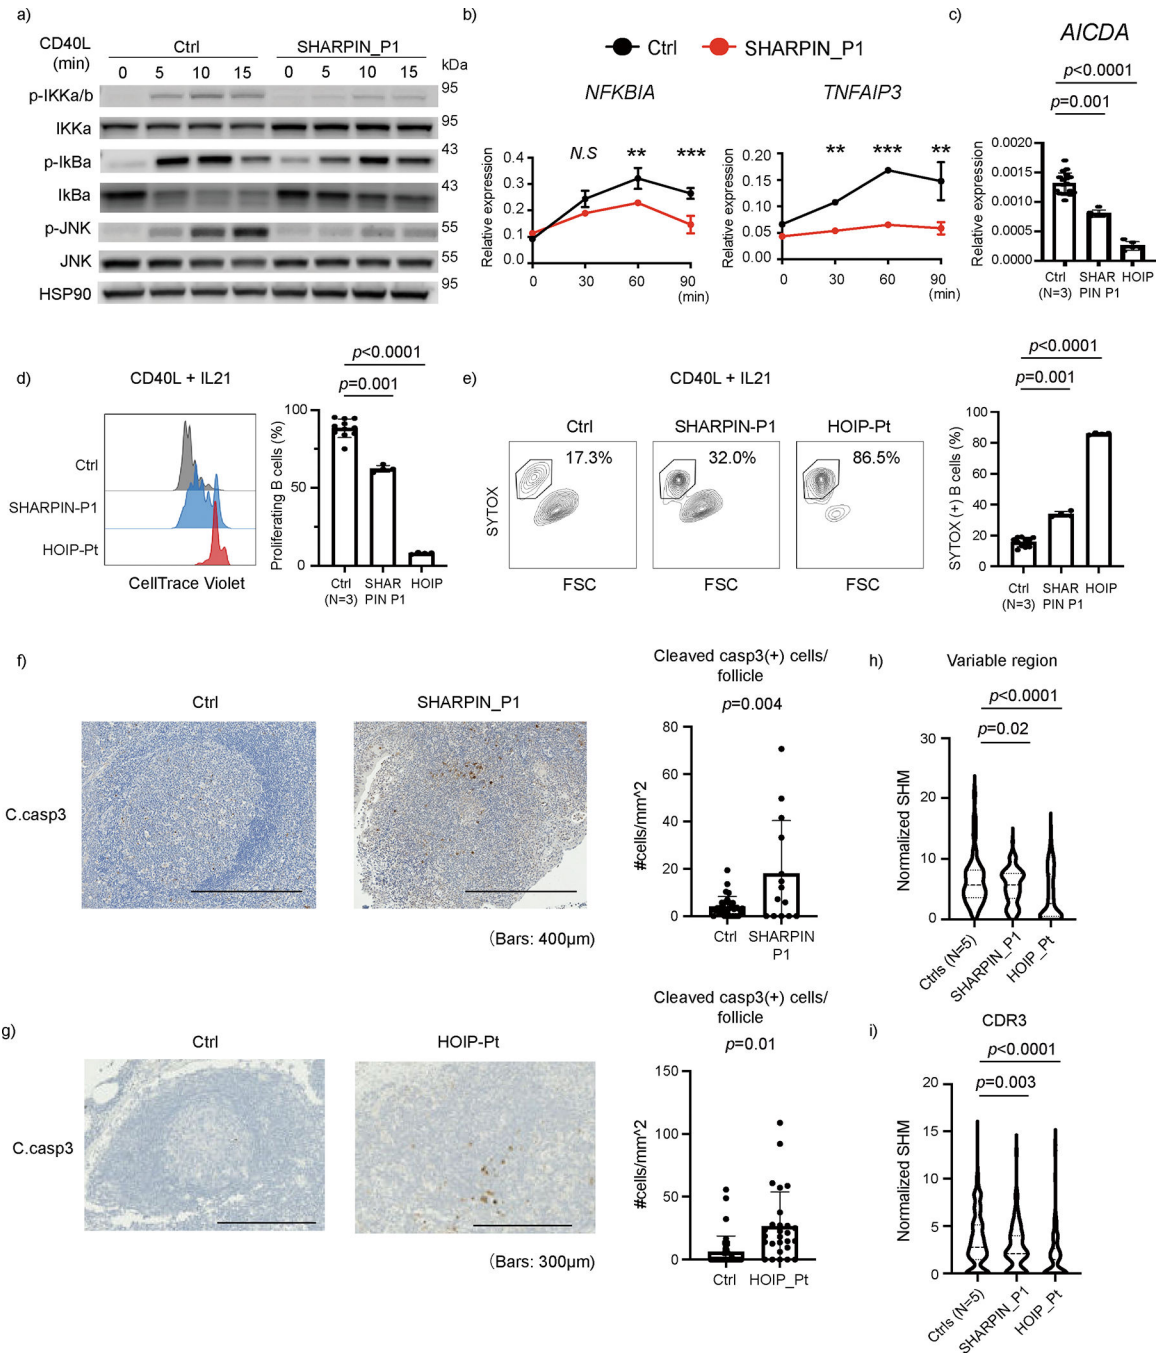 a)
CD40L
(min)
Ctrl
SHARPIN_P1
0 5 10 15 0 5 10 15
kDa
p-IKKa/b
95
IKKa
95
p-IkBa
43
IkBa
43
p-JNK
55
JNK
55
HSP90
95
b)
Ctrl SHARPIN_P1
NFKBIA
TNFAIP3
Relative expression
0.4
0.3
0.2
0.1
0.0
N.S ** ***
0 30 60 90
(min)
Relative expression
0.20
0.15
0.10
0.05
0.00
** *** **
0 30 60 90
(min)
c)
AICDA
p<0.0001
p=0.001
Relative expression
0.0020
0.0015
0.0010
0.0005
0.0000
Ctrl SHAR HOIP
(N=3) PIN P1
d)
CD40L + IL21
Ctrl
SHARPIN-P1
HOIP-Pt
CellTrace Violet
p<0.0001
p=0.001
Proliferating B cells (%)
100
50
0
Ctrl SHAR HOIP
(N=3) PIN P1
e)
CD40L + IL21
Ctrl SHARPIN-P1 HOIP-Pt
17.3% 32.0% 86.5%
SYTOX
FSC FSC FSC
p<0.0001
p=0.001
SYTOX (+) B cells (%)
100
80
60
40
20
0
Ctrl SHAR HOIP
(N=3) PIN P1
f)
Ctrl
SHARPIN_P1
C.casp3
(Bars: 400µm)
Cleaved casp3(+) cells/
follicle
p=0.004
#cells/mm^2
80
60
40
20
0
Ctrl SHARPIN
P1
g)
Ctrl
HOIP-Pt
C.casp3
(Bars: 300µm)
Cleaved casp3(+) cells/
follicle
p=0.01
#cells/mm^2
150
100
50
0
Ctrl HOIP_Pt
h)
Variable region
p<0.0001
p=0.02
Normalized SHM
30
20
10
0
Ctrls (N=5)
SHARPIN_P1
HOIP_Pt
i)
CDR3
p<0.0001
p=0.003
Normalized SHM
20
15
10
5
0
Ctrls (N=5)
SHARPIN_P1
HOIP_Pt